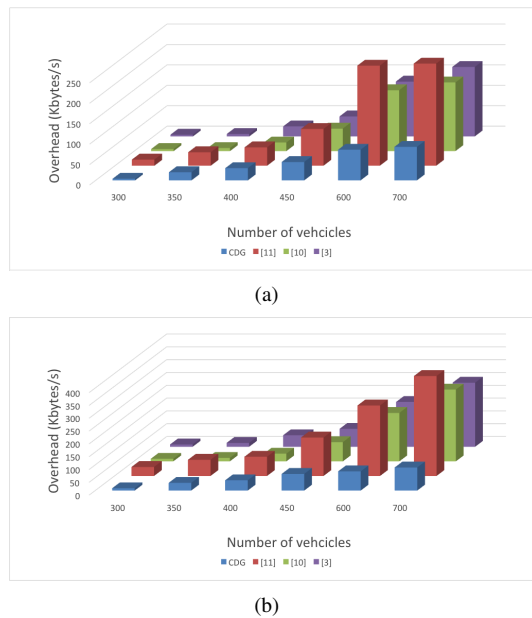 Overhead (Kbytes/s)
250
200
150
100
50
0
300 350 400 450 600 700
Number of vehcicles
CDG [11] [10] [3]
(a)
Overhead (Kbytes/s)
400
350
300
250
200
150
100
50
0
300 350 400 450 600 700
Number of vehcicles
CDG [11] [10] [3]
(b)